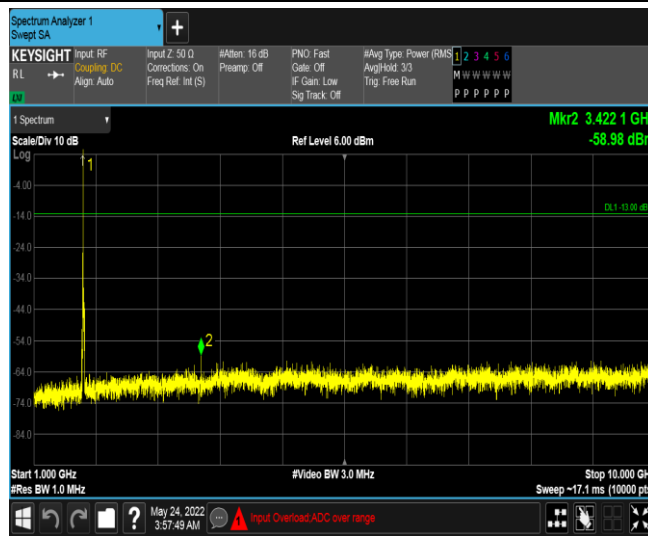 Spectrum Analyzer 1
Swept SA
+
KEYSIGHT Input: RF Input Z: 50 Ω #Atten: 16 dB PNO: Fast #Avg Type: Power (RMS 1 2 3 4 5 6
RL Coupling: DC Corrections: On Preamp: Off Gate: Off Avg|Hold: 3/3 M W W W W W
Align: Auto Freq Ref: Int (S) IF Gain: Low Trig: Free Run
Sig Track: Off P P P P P P
1 Spectrum Mkr2 3.422 1 GH
Scale/Div 10 dB Ref Level 6.00 dBm -58.98 dBr
Log
1
-4.00
DL1 -13.00 dB
-14.0
-24.0
-34.0
-44.0
-54.0
2
-64.0
-74.0
-84.0
Start 1.000 GHz #Video BW 3.0 MHz Stop 10.000 GH
#Res BW 1.0 MHz Sweep ~17.1 ms (10000 pt
? May 24, 2022
3:57:49 AM
Input Overload;ADC over range